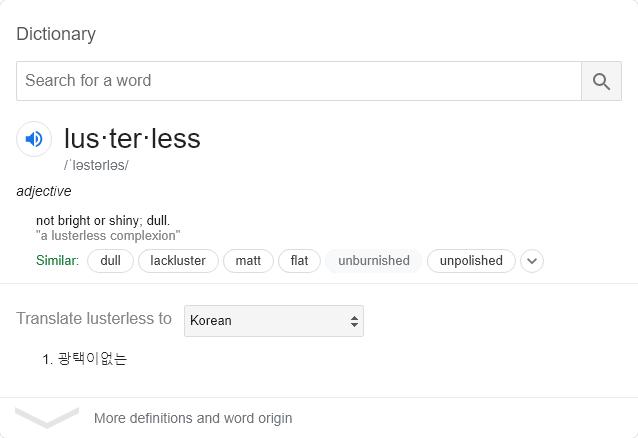 Dictionary
Search for a word
lus·ter·less
/ˈləstərləs/
adjective
not bright or shiny; dull.
"a lusterless complexion"
Similar: dull lackluster matt flat unburnished unpolished
Translate lusterless to Korean
1. 광택이없는
More definitions and word origin